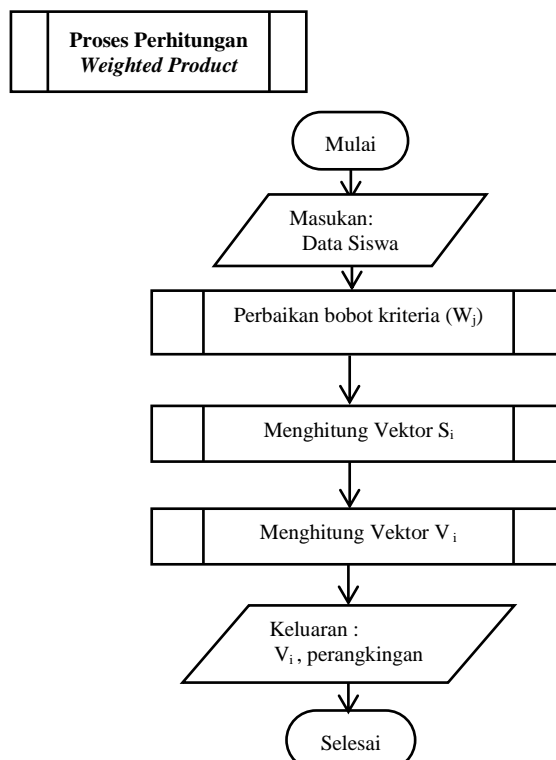 Proses Perhitungan
Weighted Product
Mulai
Masukan:
Data Siswa
Perbaikan bobot kriteria (Wj)
Menghitung Vektor Si
Menghitung Vektor Vi
Keluaran :
Vi , perangkingan
Selesai